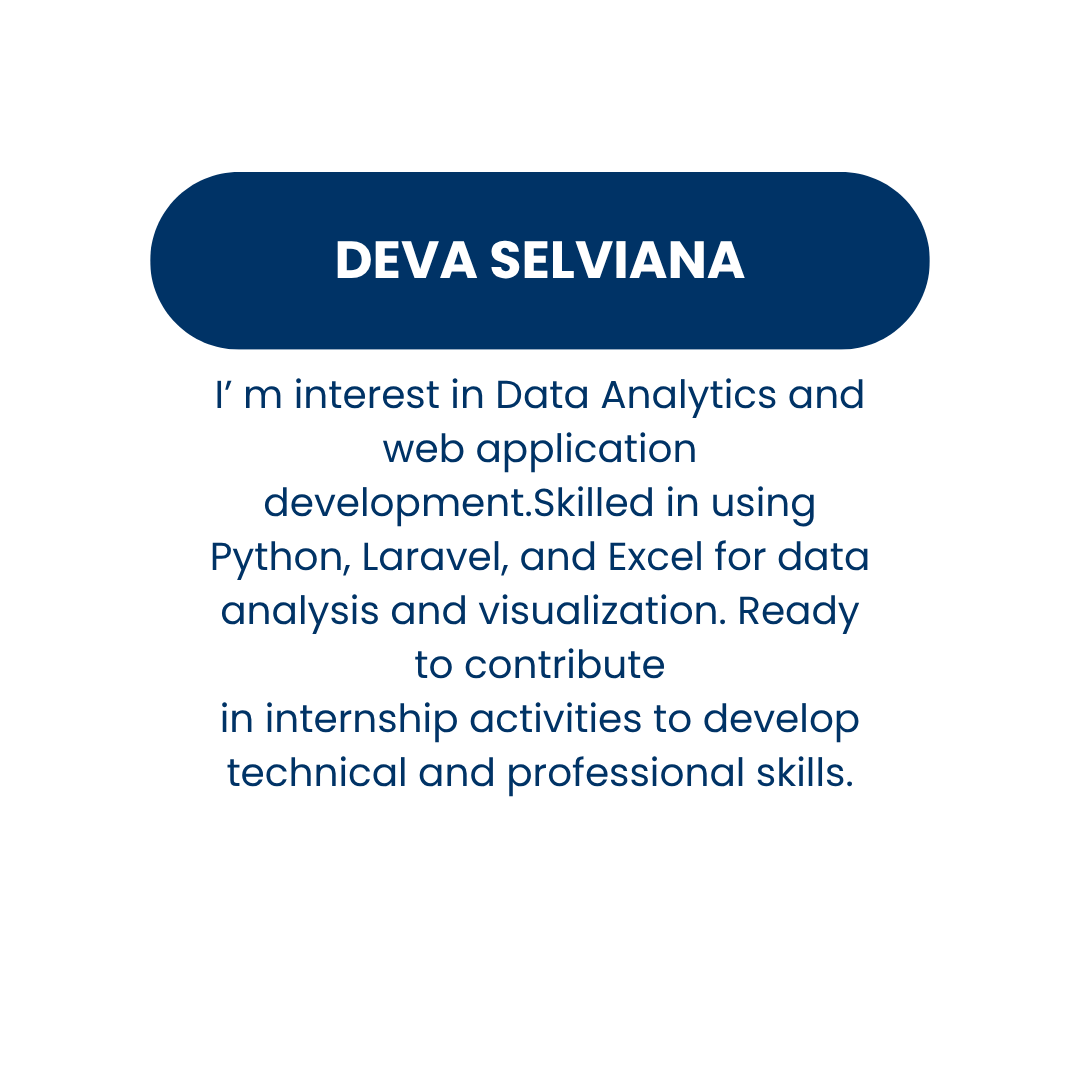 DEVA SELVIANA
I’ m interest in Data Analytics and
web application
development.Skilled in using
Python, Laravel, and Excel for data
analysis and visualization. Ready
to contribute
in internship activities to develop
technical and professional skills.